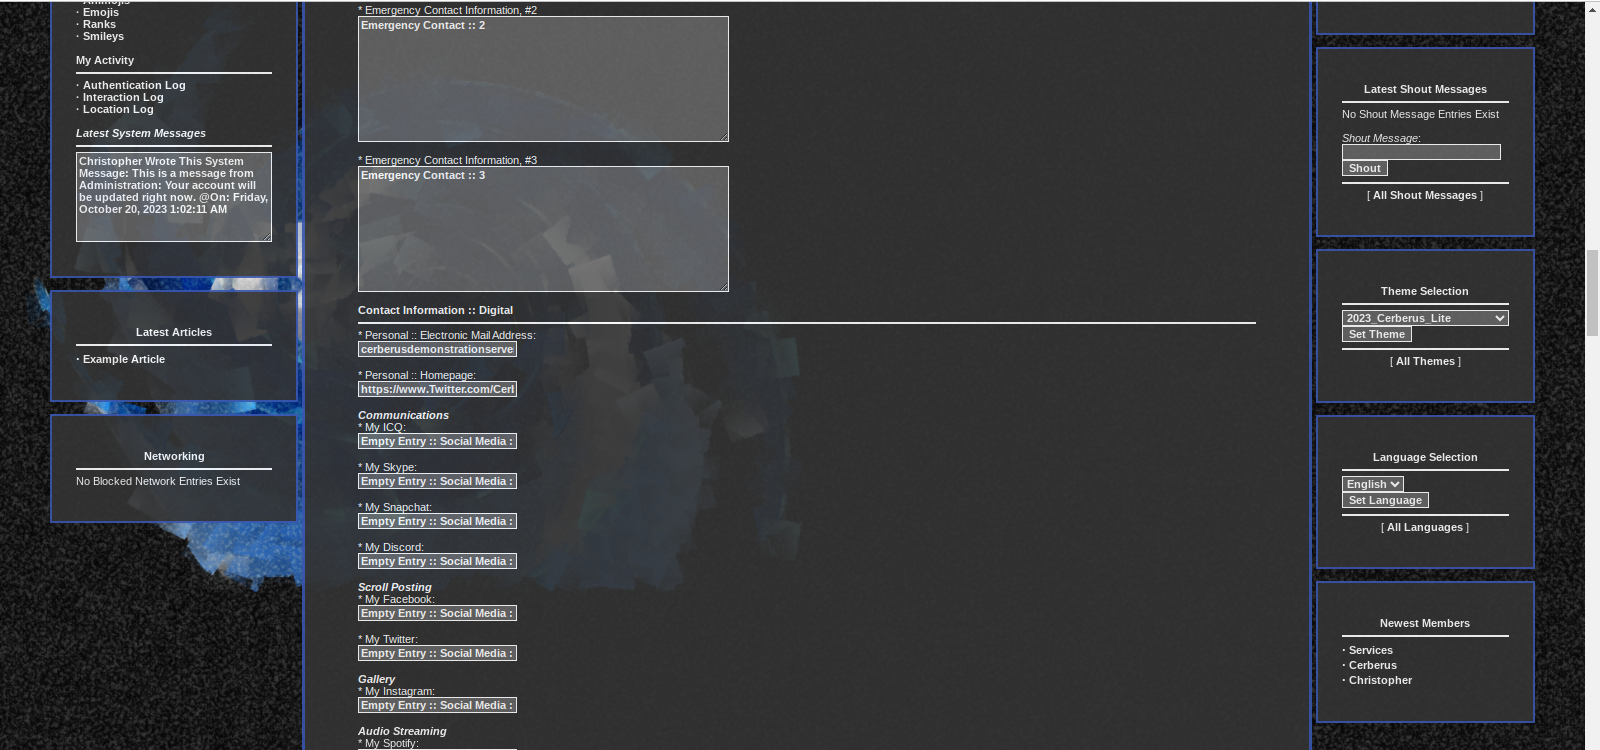 · Emojis
· Ranks
· Smileys
My Activity
· Authentication Log
· Interaction Log
· Location Log
Latest System Messages
Christopher Wrote This System
Message: This is a message from
Administration: Your account will
be updated right now. @On: Friday,
October 20, 2023 1:02:11 AM
Latest Articles
· Example Article
Networking
No Blocked Network Entries Exist
* Emergency Contact Information, #2
Emergency Contact :: 2
* Emergency Contact Information, #3
Emergency Contact :: 3
Contact Information :: Digital
* Personal :: Electronic Mail Address:
cerberusdemonstrationserve
* Personal :: Homepage:
https://www.Twitter.com/Cerl
Communications
* My ICQ:
Empty Entry :: Social Media :
* My Skype:
Empty Entry :: Social Media :
* My Snapchat:
Empty Entry :: Social Media :
* My Discord:
Empty Entry :: Social Media :
Scroll Posting
* My Facebook:
Empty Entry :: Social Media :
* My Twitter:
Empty Entry :: Social Media :
Gallery
* My Instagram:
Empty Entry :: Social Media :
Audio Streaming
* My Spotify:
Latest Shout Messages
No Shout Message Entries Exist
Shout Message:
Shout
[ All Shout Messages ]
Theme Selection
2023_Cerberus_Lite
Set Theme
[ All Themes ]
Language Selection
English
Set Language
[ All Languages ]
Newest Members
· Services
· Cerberus
· Christopher